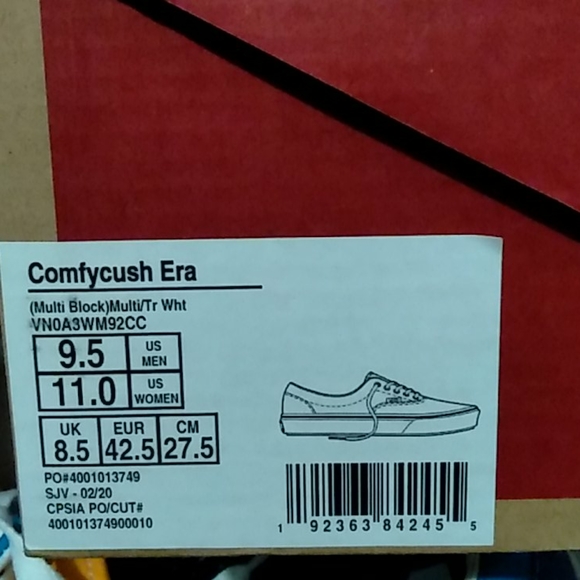 Comfycush Era
(Multi Block)Multi/Tr Wht
VN0A3WM92CC
9.5 US MEN
11.0 US WOMEN
UK EUR CM
8.5 42.5 27.5
PO#4001013749
SJV - 02/20
CPSIA PO/CUT#
400101374900010
1 92363 84245 5